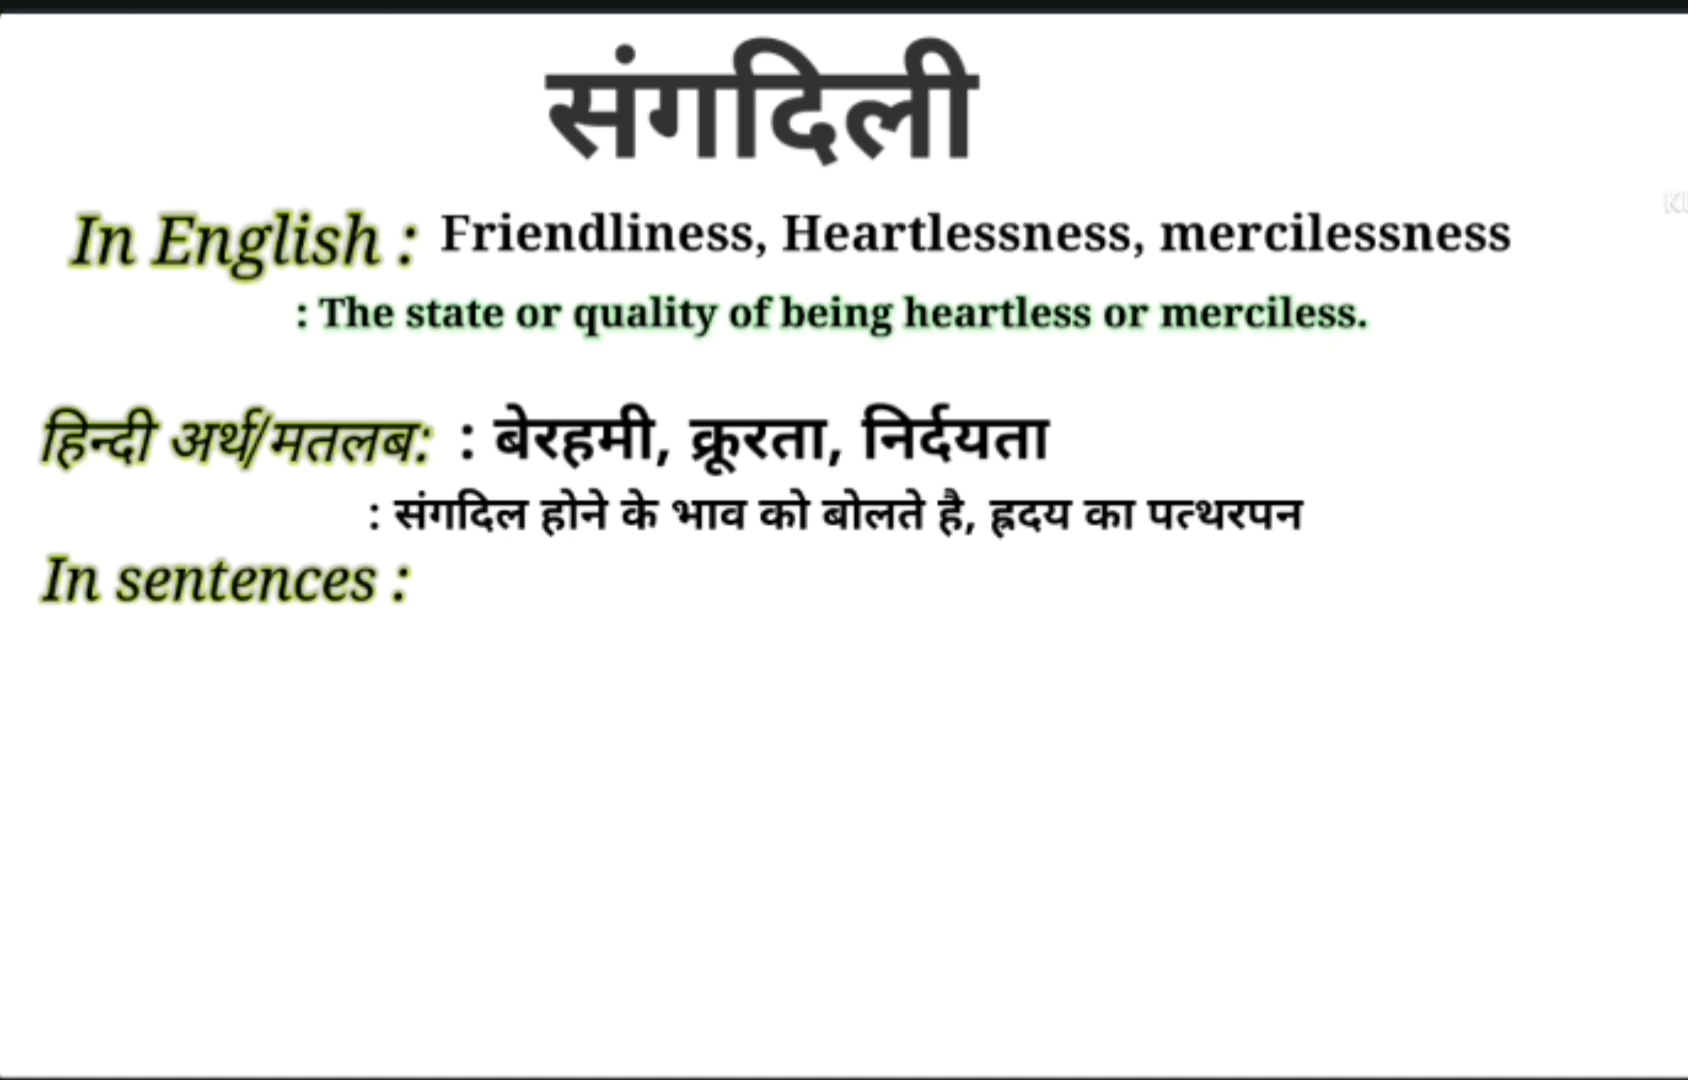 संगदिली
In English : Friendliness, Heartlessness, mercilessness
: The state or quality of being heartless or merciless.
हिन्दी अर्थ/मतलब: : बेरहमी, क्रूरता, निर्दयता
: संगदिल होने के भाव को बोलते है, ह्रदय का पत्थरपन
In sentences :